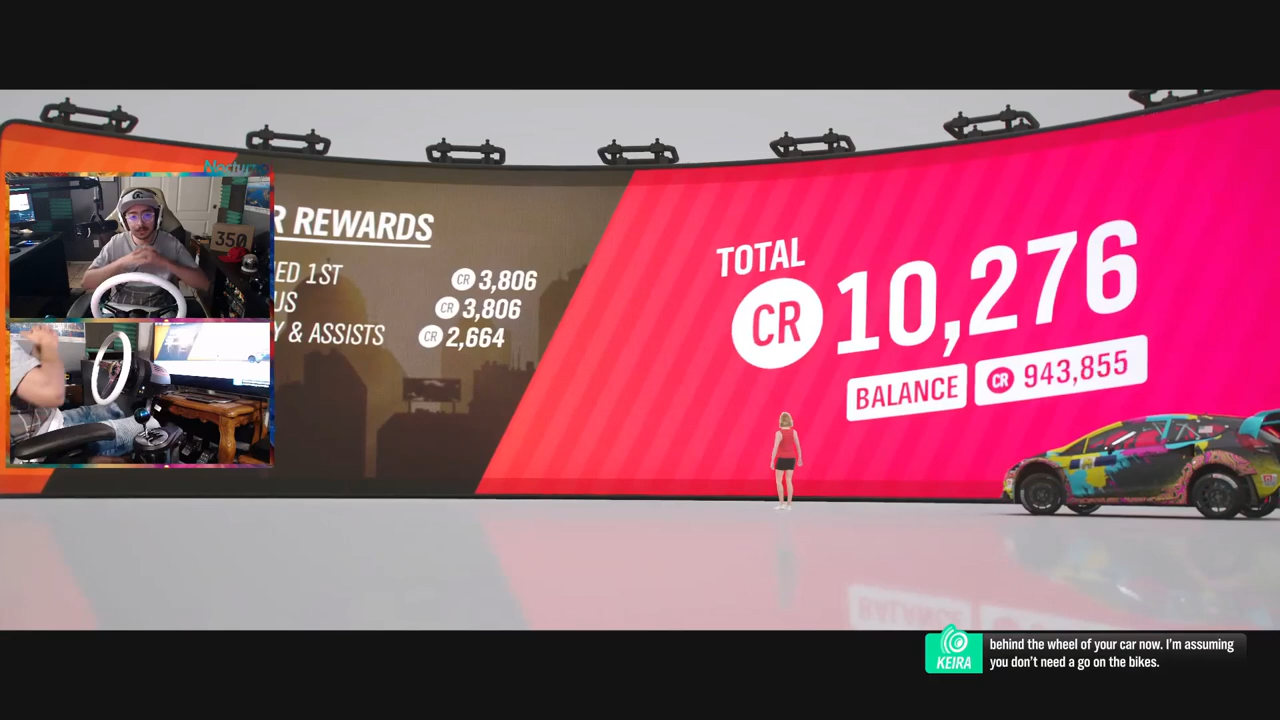 R REWARDS
ED 1ST CR 3,806
US CR 3,806
Y & ASSISTS CR 2,664
TOTAL
CR 10,276
BALANCE CR 943,855
350
KEIRA
behind the wheel of your car now. I'm assuming
you don't need a go on the bikes.